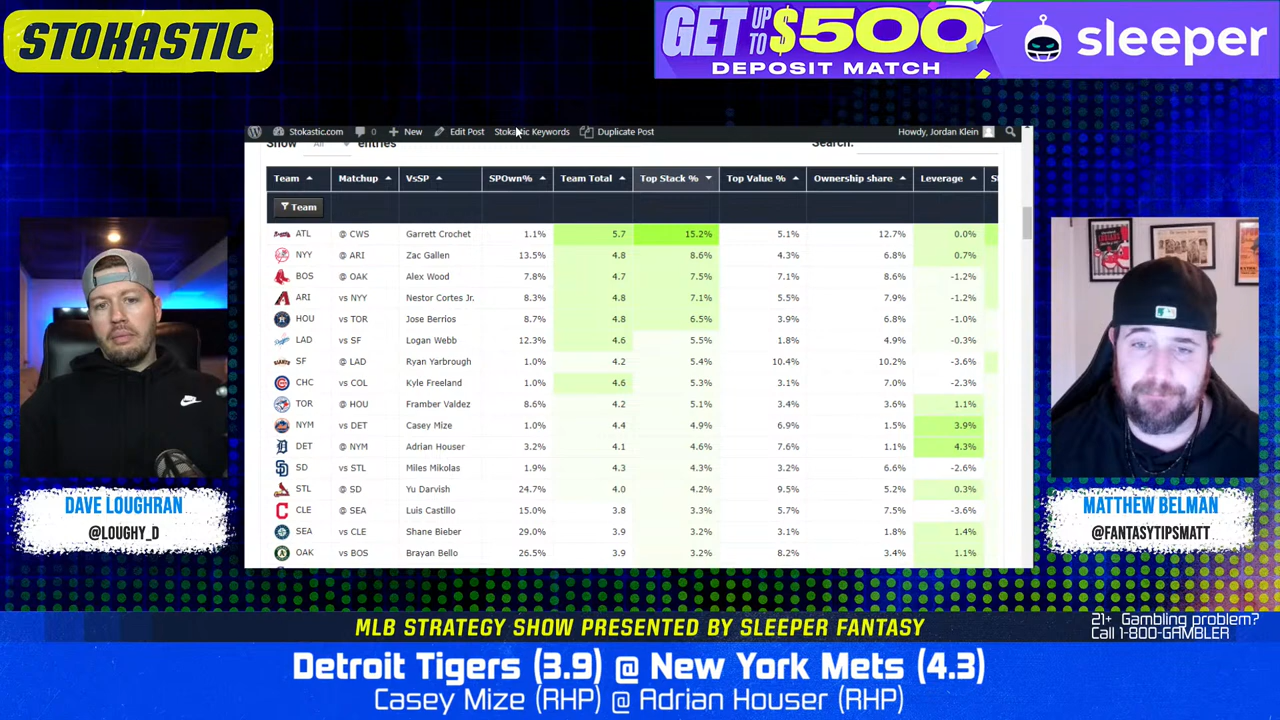 STOKASTIC
GET UP TO $500
DEPOSIT MATCH
sleeper
Stokastic.com 0 New Edit Post Stokastic Keywords Duplicate Post Howdy, Jordan Klein
Show All entries Search:
Team Matchup VsSP SPOwn% Team Total Top Stack % Top Value % Ownership share Leverage
Team
ATL @ CWS Garrett Crochet 1.1% 5.7 15.2% 5.1% 12.7% 0.0%
NYY @ ARI Zac Gallen 13.5% 4.8 8.6% 4.3% 6.8% 0.7%
BOS @ OAK Alex Wood 7.8% 4.7 7.5% 7.1% 8.6% -1.2%
ARI vs NYY Nestor Cortes Jr. 8.3% 4.8 7.1% 5.5% 7.9% -1.2%
HOU vs TOR Jose Berrios 8.7% 4.8 6.5% 3.9% 6.8% -1.0%
LAD vs SF Logan Webb 12.3% 4.6 5.5% 1.8% 4.9% -0.3%
SF @ LAD Ryan Yarbrough 1.0% 4.2 5.4% 10.4% 10.2% -3.6%
CHC vs COL Kyle Freeland 1.0% 4.6 5.3% 3.1% 7.0% -2.3%
TOR @ HOU Framber Valdez 8.6% 4.2 5.1% 3.4% 3.6% 1.1%
NYM vs DET Casey Mize 1.0% 4.4 4.9% 6.9% 1.5% 3.9%
DET @ NYM Adrian Houser 3.2% 4.1 4.6% 7.6% 1.1% 4.3%
SD vs STL Miles Mikolas 1.9% 4.3 4.3% 3.2% 6.6% -2.6%
STL @ SD Yu Darvish 24.7% 4.0 4.2% 9.5% 5.2% 0.3%
CLE @ SEA Luis Castillo 15.0% 3.8 3.3% 5.7% 7.5% -3.6%
SEA vs CLE Shane Bieber 29.0% 3.9 3.2% 3.1% 1.8% 1.4%
OAK vs BOS Brayan Bello 26.5% 3.9 3.2% 8.2% 3.4% 1.1%
DAVE LOUGHRAN
@LOUGHY_D
MATTHEW BELMAN
@FANTASYTIPSMATT
MLB STRATEGY SHOW PRESENTED BY SLEEPER FANTASY
21+ Gambling problem?
Call 1-800-GAMBLER
Detroit Tigers (3.9) @ New York Mets (4.3)
Casey Mize (RHP) @ Adrian Houser (RHP)